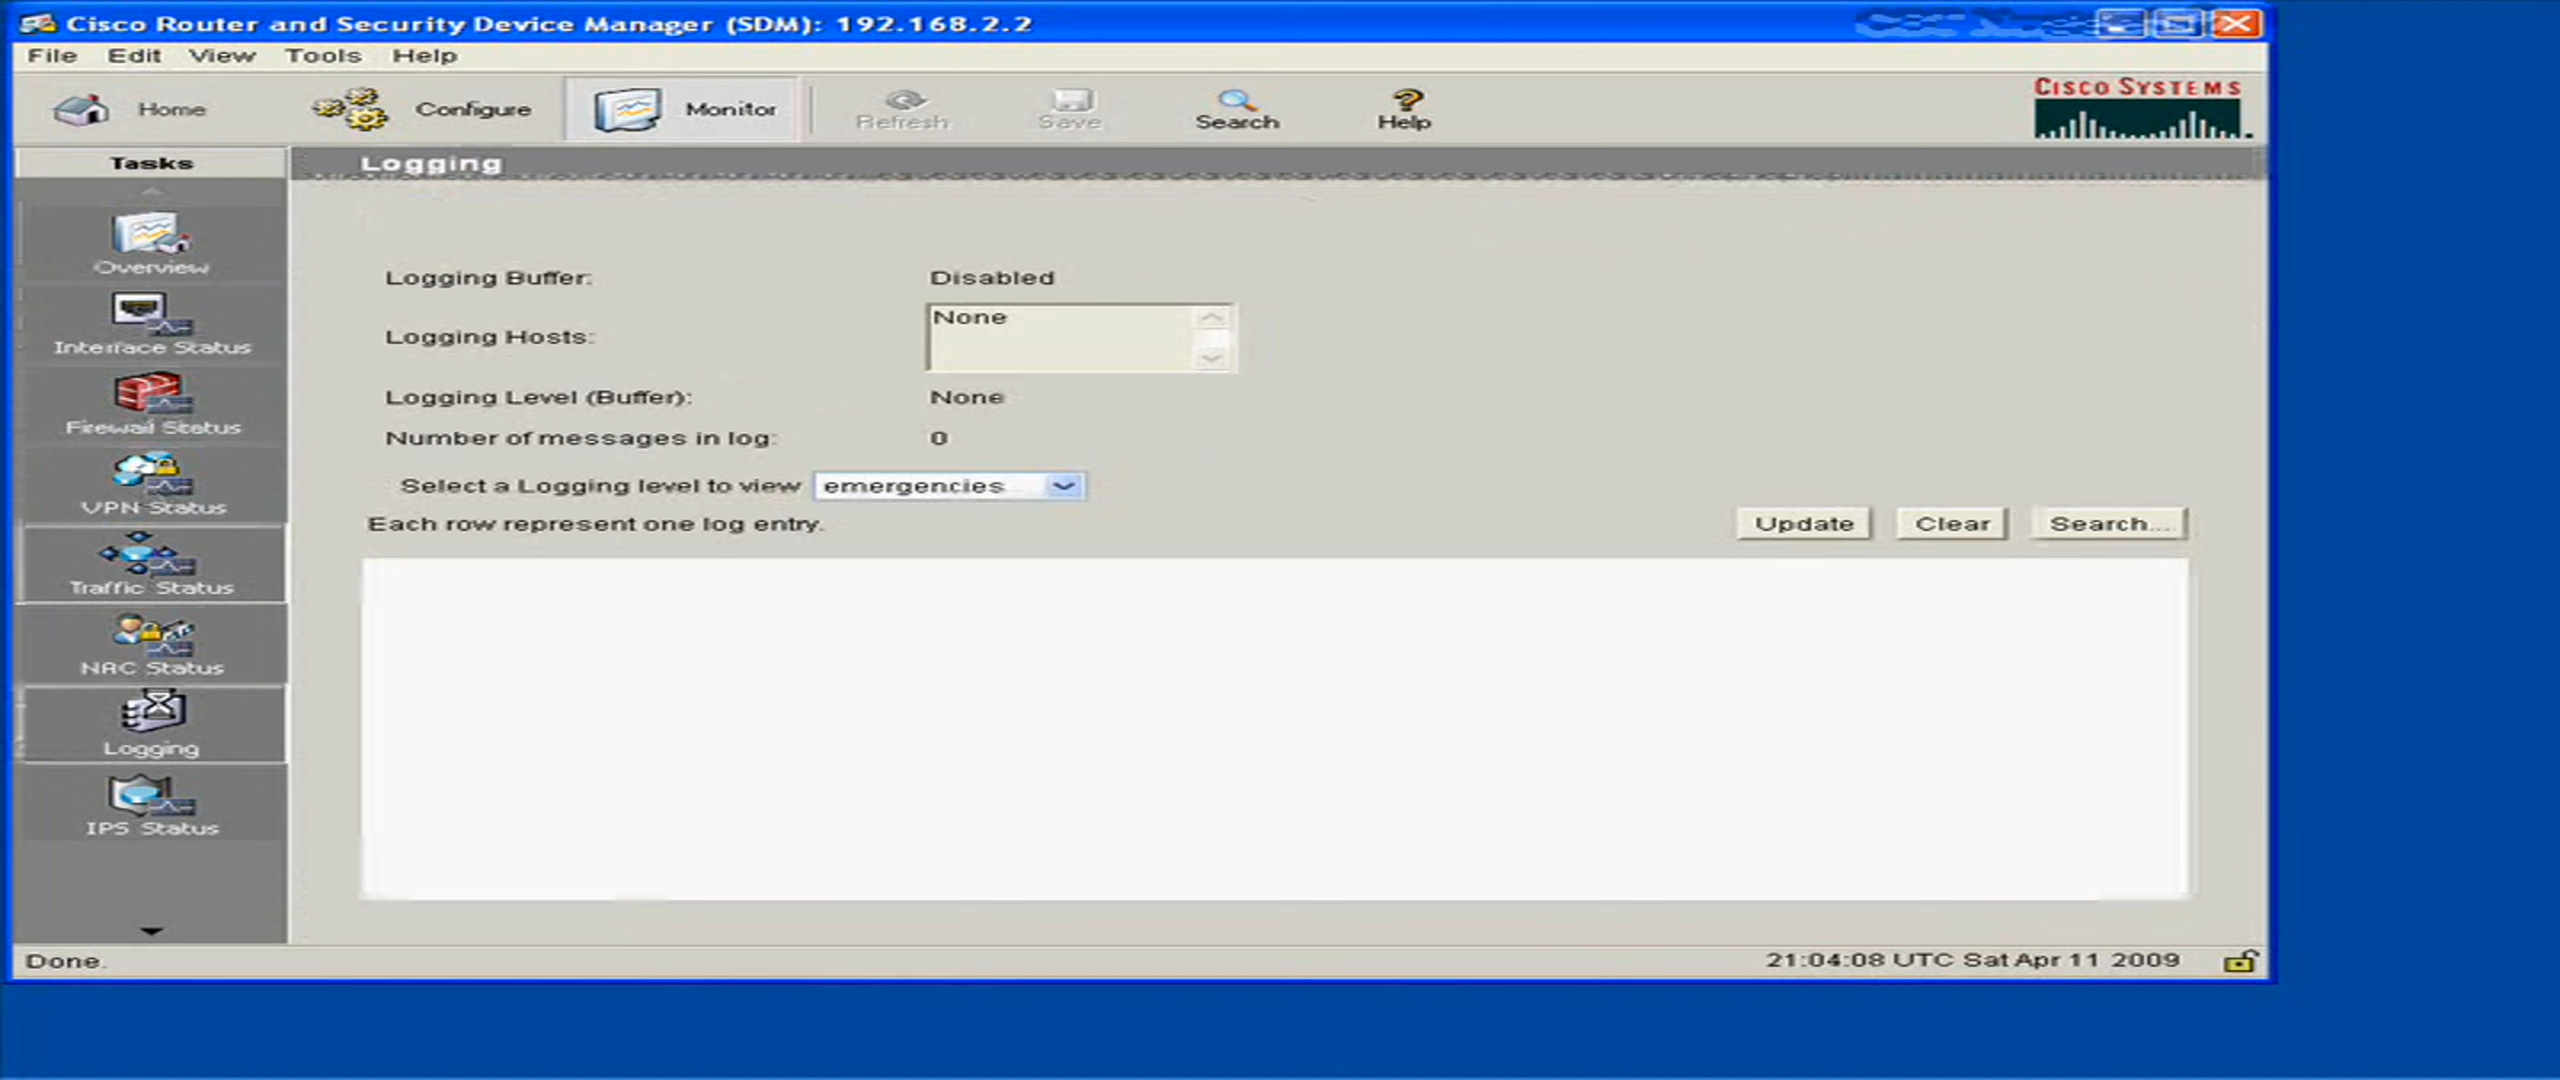 Cisco Router and Security Device Manager (SDM): 192.168.2.2
File Edit View Tools Help
Home Configure Monitor Refresh Save Search Help
CISCO SYSTEMS
Tasks
Logging
Overview
Interface Status
Firewall Status
VPN Status
Traffic Status
NAC Status
Logging
IPS Status
Logging Buffer: Disabled
Logging Hosts: None
Logging Level (Buffer): None
Number of messages in log: 0
Select a Logging level to view emergencies
Each row represent one log entry.
Update Clear Search...
Done.
21:04:08 UTC Sat Apr 11 2009